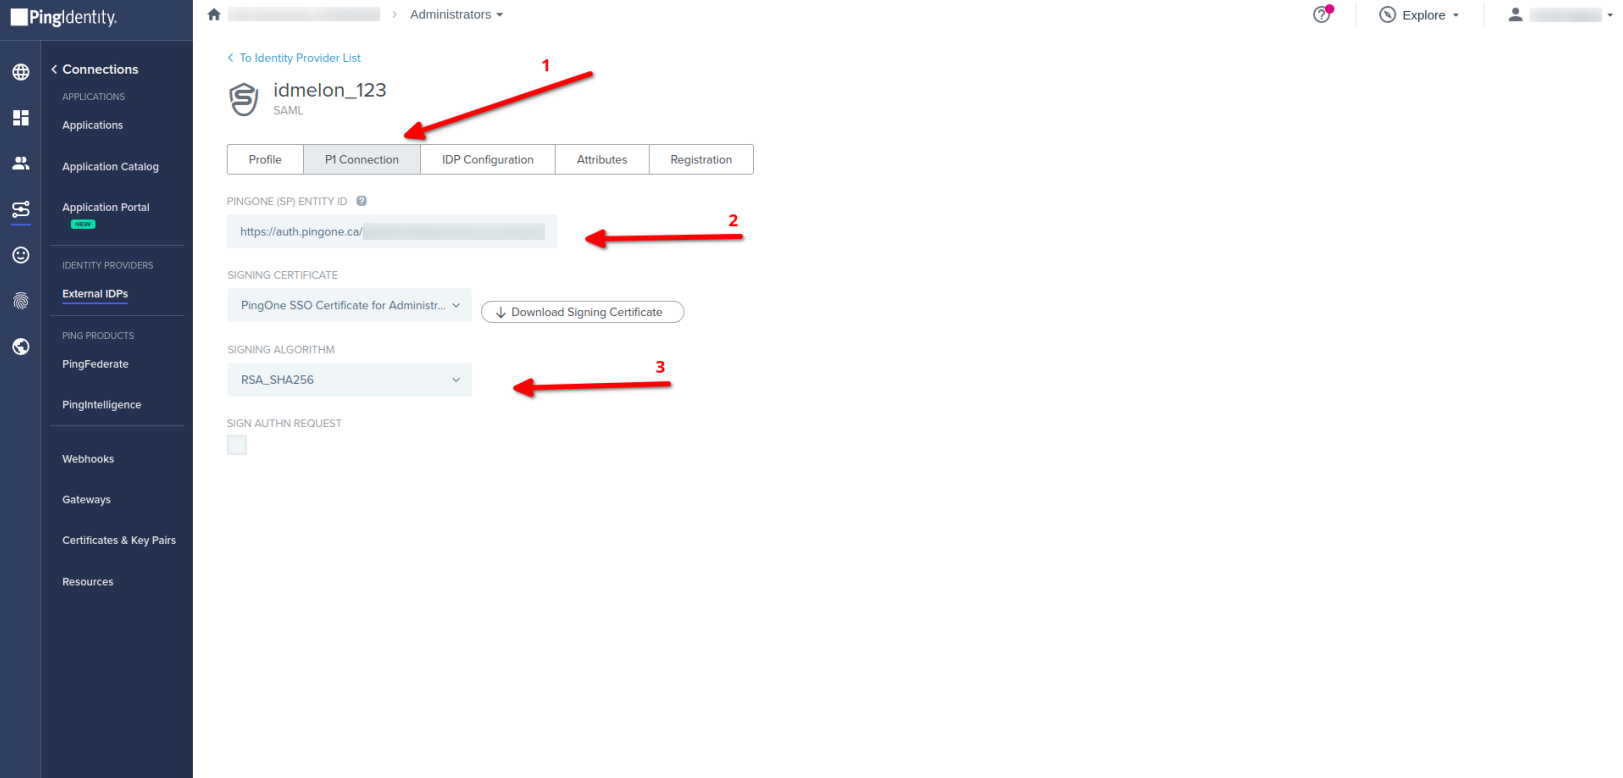 PingIdentity.
Administrators
Explore
Connections
APPLICATIONS
Applications
Application Catalog
Application Portal
NEW
IDENTITY PROVIDERS
External IDPs
PING PRODUCTS
PingFederate
PingIntelligence
Webhooks
Gateways
Certificates & Key Pairs
Resources
To Identity Provider List
1
idmelon_123
SAML
Profile
P1 Connection
IDP Configuration
Attributes
Registration
PINGONE (SP) ENTITY ID ?
https://auth.pingone.ca/
2
SIGNING CERTIFICATE
PingOne SSO Certificate for Administr...
Download Signing Certificate
SIGNING ALGORITHM
RSA_SHA256
3
SIGN AUTHN REQUEST